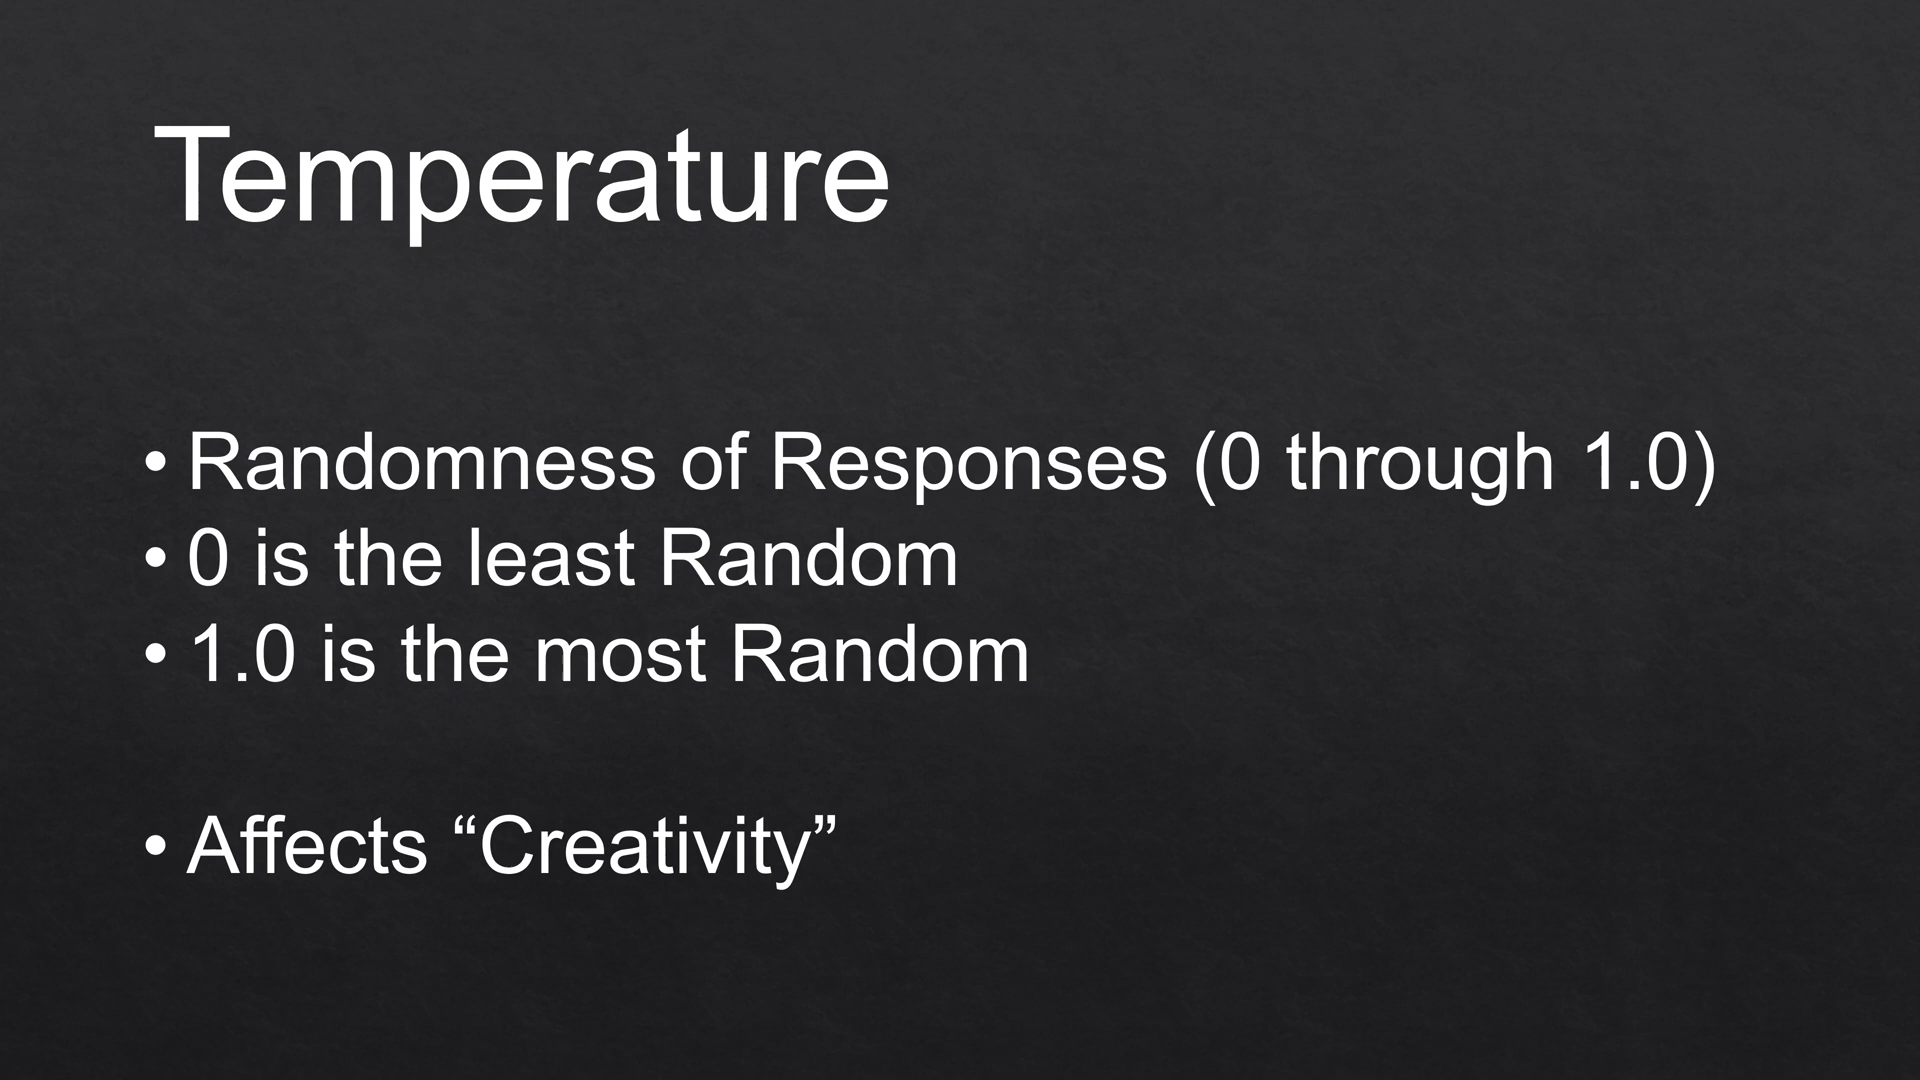 Temperature
• Randomness of Responses (0 through 1.0)
• 0 is the least Random
• 1.0 is the most Random
• Affects “Creativity”